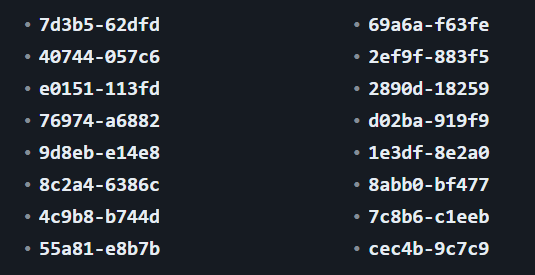 7d3b5-62dfd
40744-057c6
e0151-113fd
76974-a6882
9d8eb-e14e8
8c2a4-6386c
4c9b8-b744d
55a81-e8b7b
69a6a-f63fe
2ef9f-883f5
2890d-18259
d02ba-919f9
1e3df-8e2a0
8abb0-bf477
7c8b6-c1eeb
cec4b-9c7c9